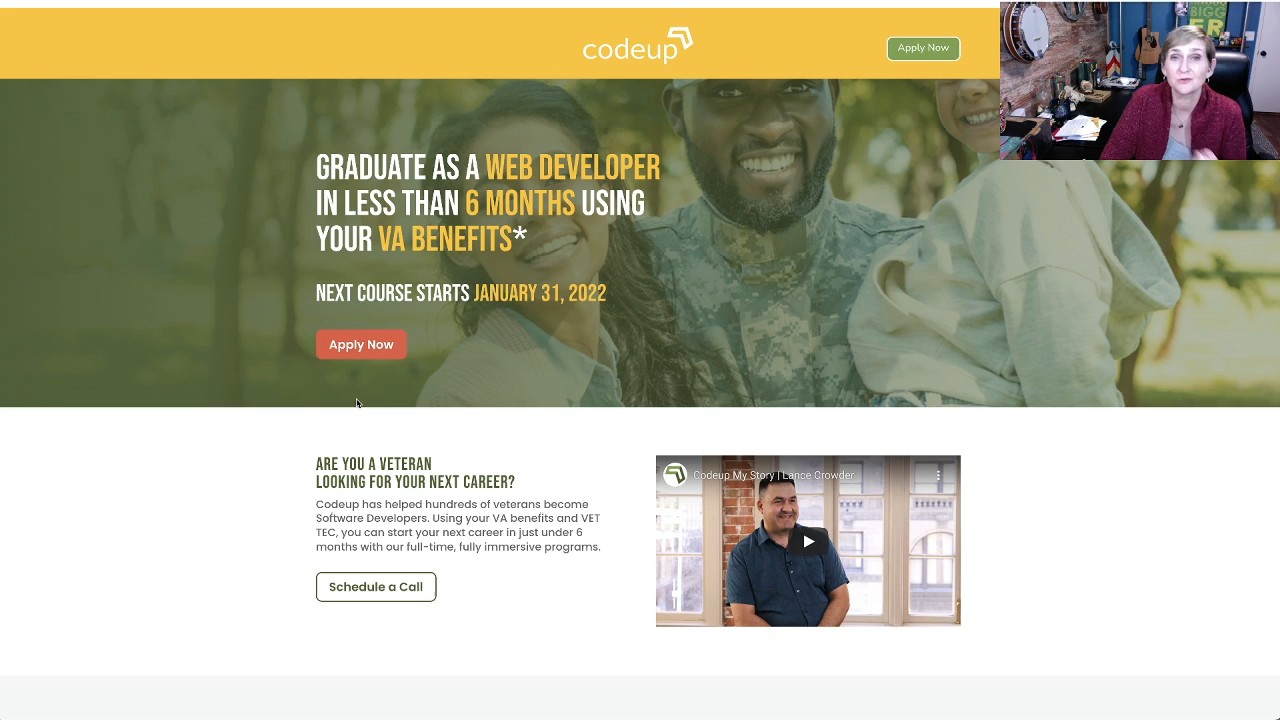 codeup
Apply Now
BIGG
ER
GRADUATE AS A WEB DEVELOPER
IN LESS THAN 6 MONTHS USING
YOUR VA BENEFITS*
NEXT COURSE STARTS JANUARY 31, 2022
Apply Now
ARE YOU A VETERAN
LOOKING FOR YOUR NEXT CAREER?
Codeup has helped hundreds of veterans become
Software Developers. Using your VA benefits and VET
TEC, you can start your next career in just under 6
months with our full-time, fully immersive programs.
Schedule a Call
Codeup My Story | Lance Crowder